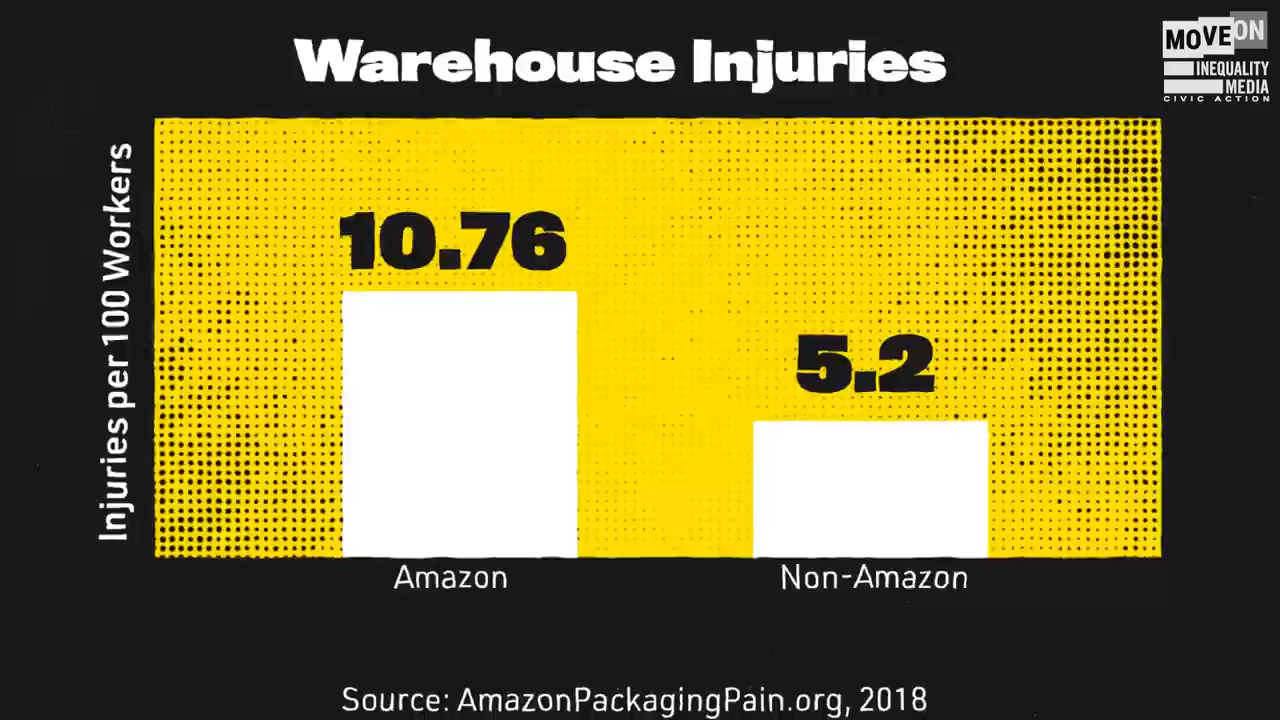 Warehouse Injuries
MOVEON
INEQUALITY
MEDIA
CIVIC ACTION
Injuries per 100 Workers
10.76
5.2
Amazon
Non-Amazon
Source: AmazonPackagingPain.org, 2018